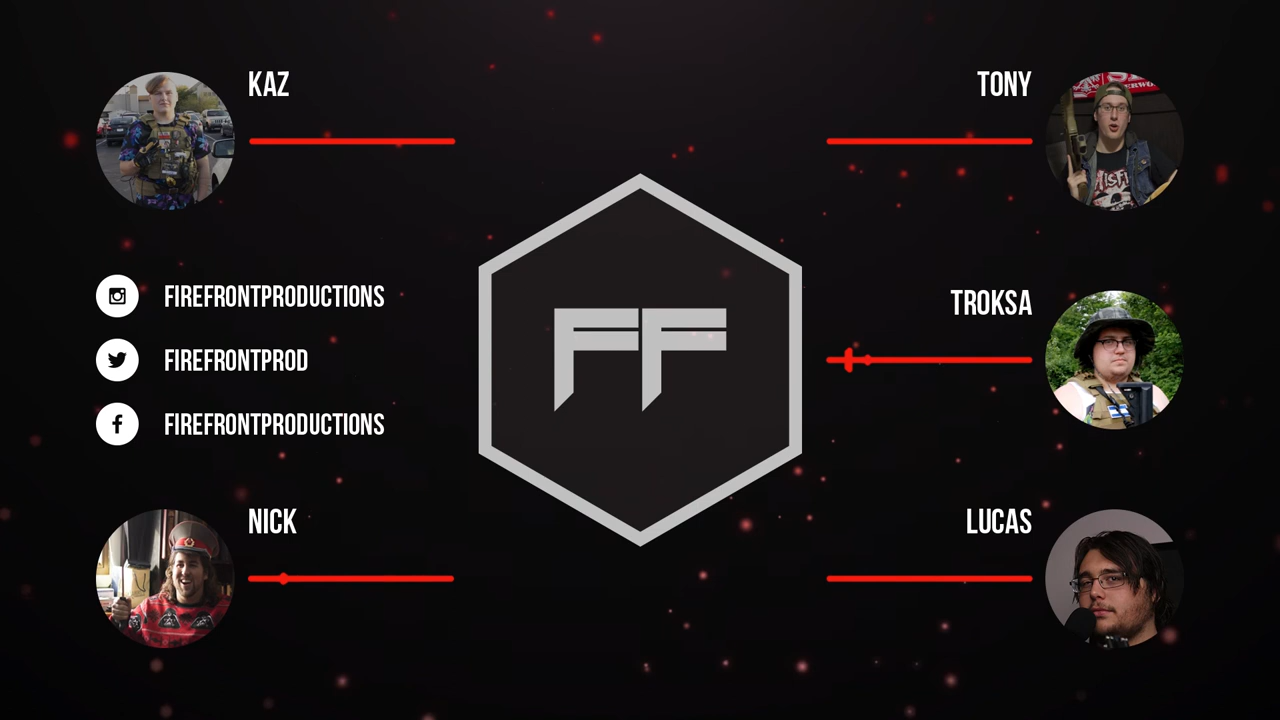 KAZ
TONY
FIREFRONTPRODUCTIONS
FIREFRONTPROD
FIREFRONTPRODUCTIONS
FF
TROKSA
NICK
LUCAS